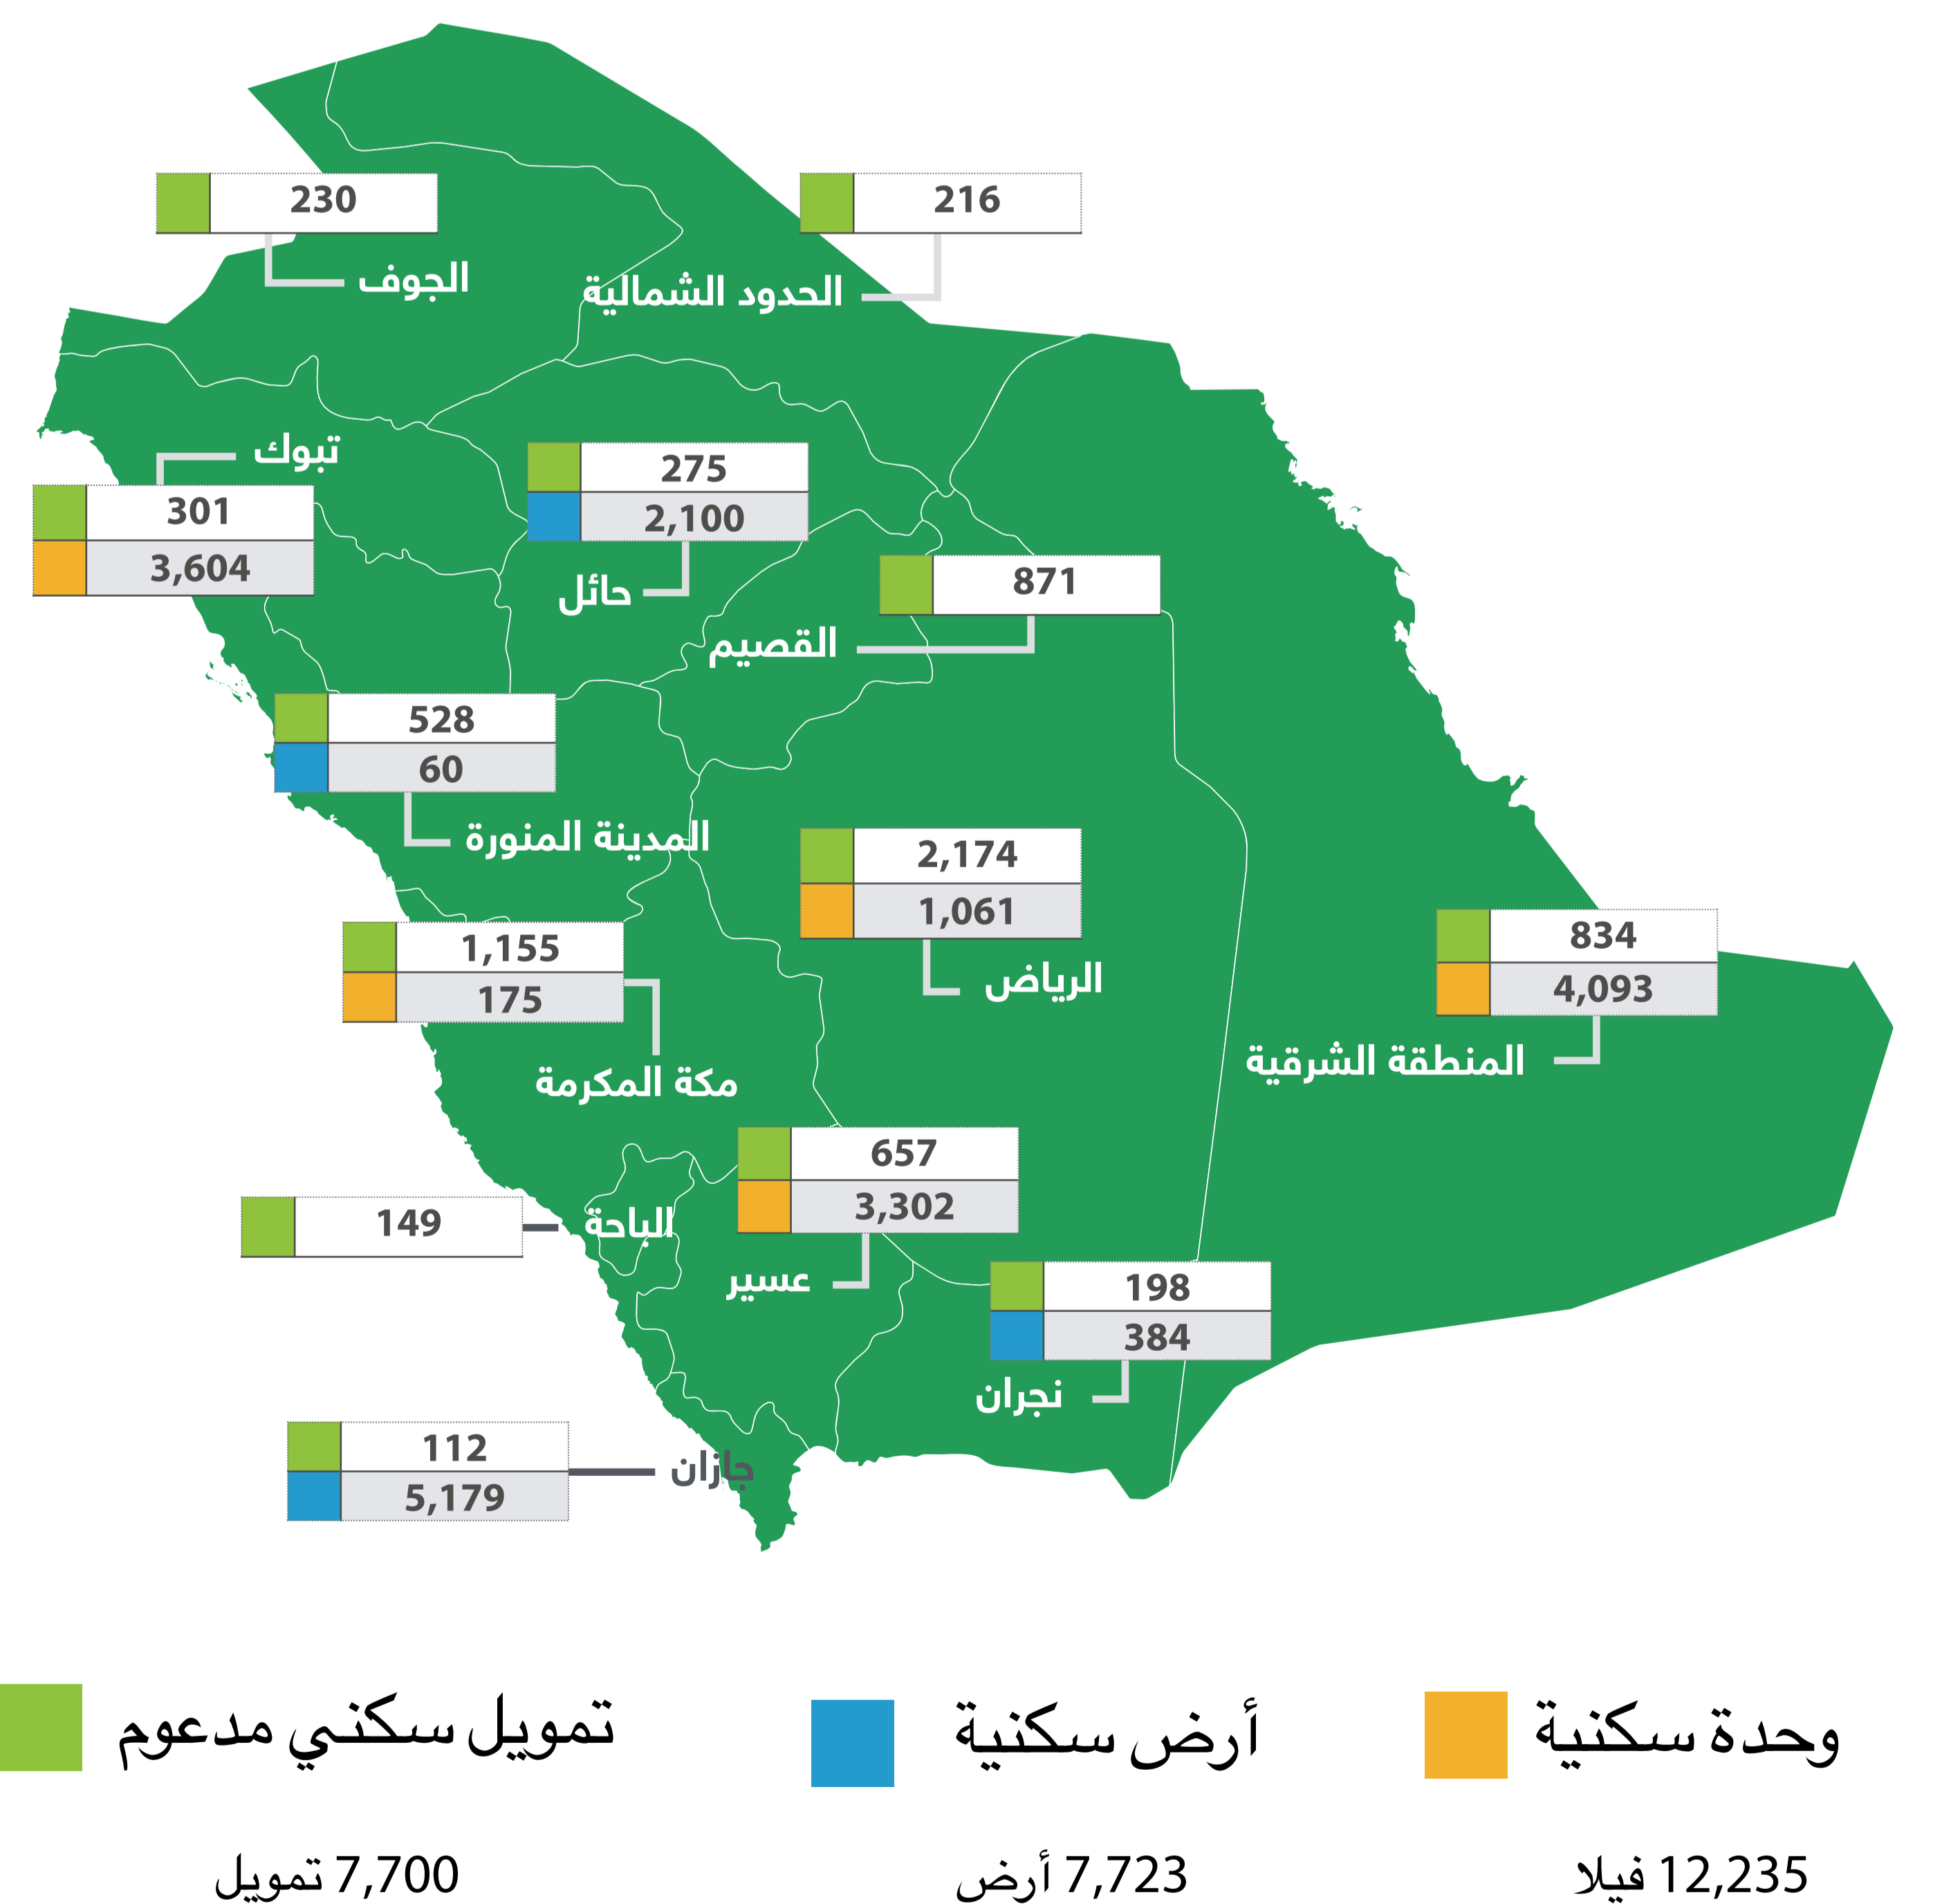 230
الجوف
216
الحدود الشمالية
تبوك
301
3,604
275
2,100
حائل
871
القصيم
528
60
المدينة المنورة
2,174
1,061
الرياض
834
4,093
المنطقة الشرقية
1,155
175
مكة المكرمة
657
3,302
عسير
149
الباحة
198
384
نجران
112
5,179
جازان
وحدة سكنية
أرض سكنية
تمويل سكني مدعوم
12,235 فيلا
7,723 أرض
7,700 تمويل